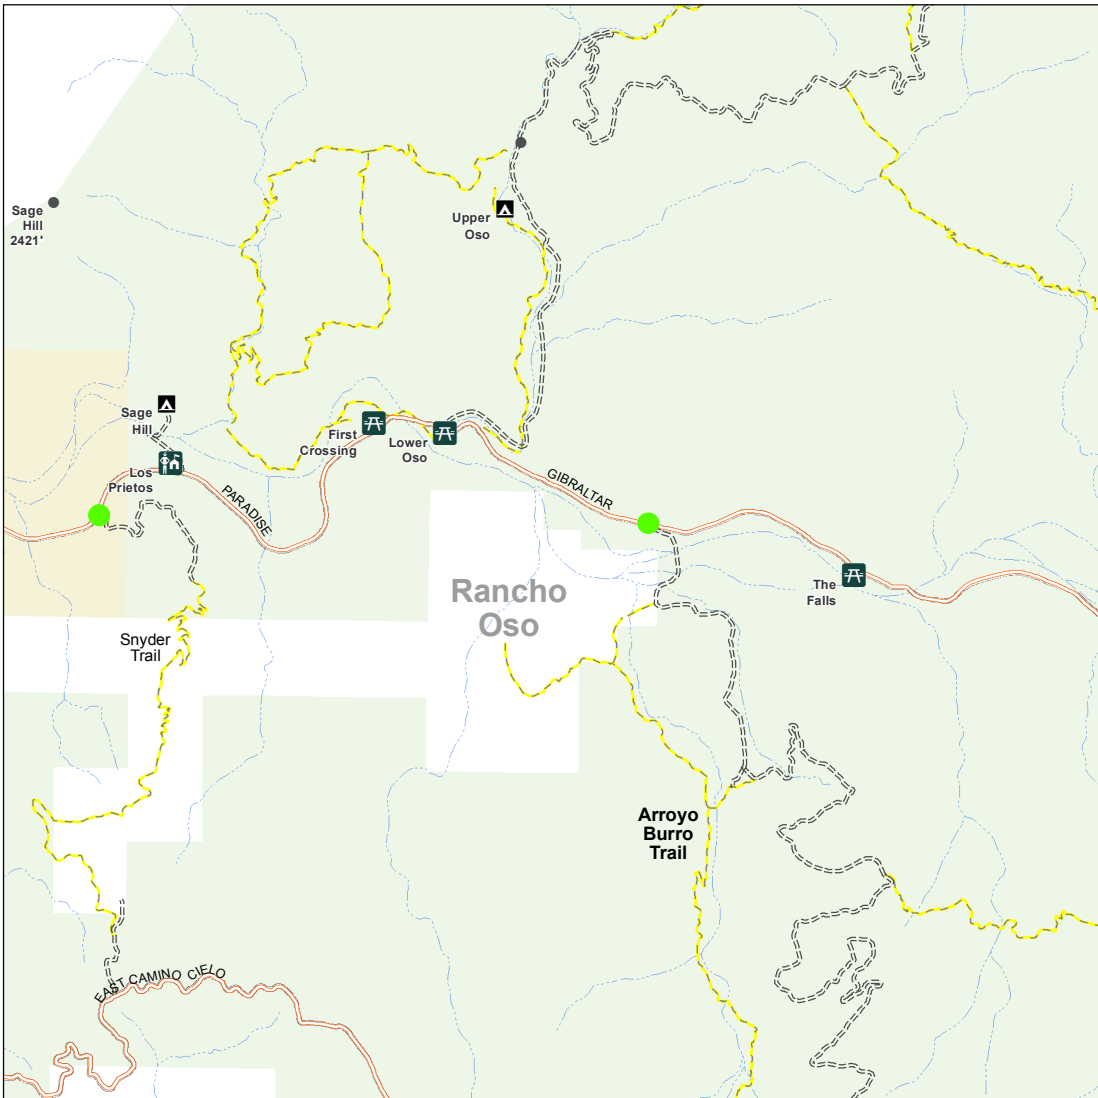 Sage
Hill
2421'
Upper
Oso
Sage
Hill
First
Crossing
Lower
Oso
Los
Prietos
PARADISE
GIBRALTAR
The
Falls
Rancho
Oso
Snyder
Trail
Arroyo
Burro
Trail
EAST CAMINO CIELO